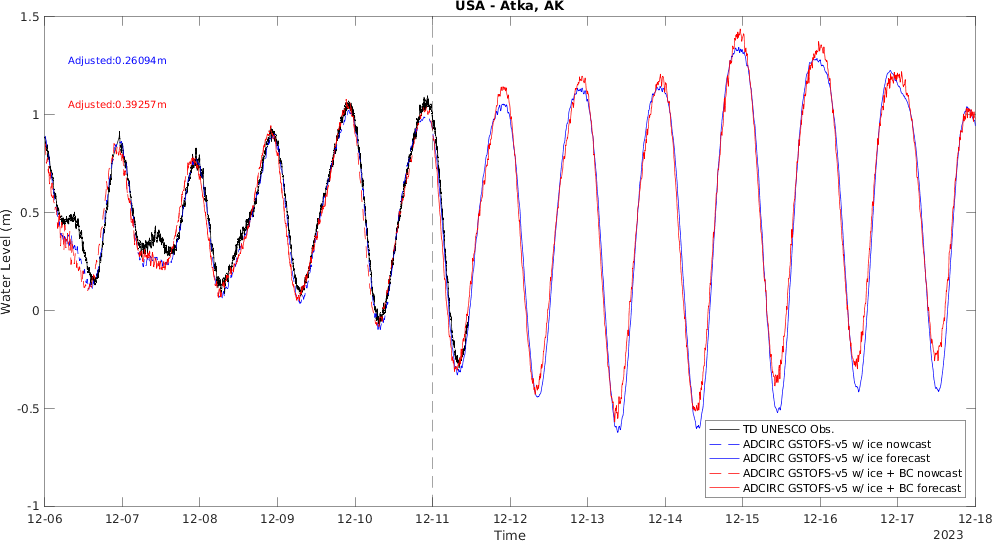 USA - Atka, AK
Adjusted:0.26094m
Adjusted:0.39257m
Water Level (m)
1.5
1
0.5
0
-0.5
-1
TD UNESCO Obs.
ADCIRC GSTOFS-v5 w/ ice nowcast
ADCIRC GSTOFS-v5 w/ ice forecast
ADCIRC GSTOFS-v5 w/ ice + BC nowcast
ADCIRC GSTOFS-v5 w/ ice + BC forecast
12-06 12-07 12-08 12-09 12-10 12-11 12-12 12-13 12-14 12-15 12-16 12-17 12-18
Time
2023